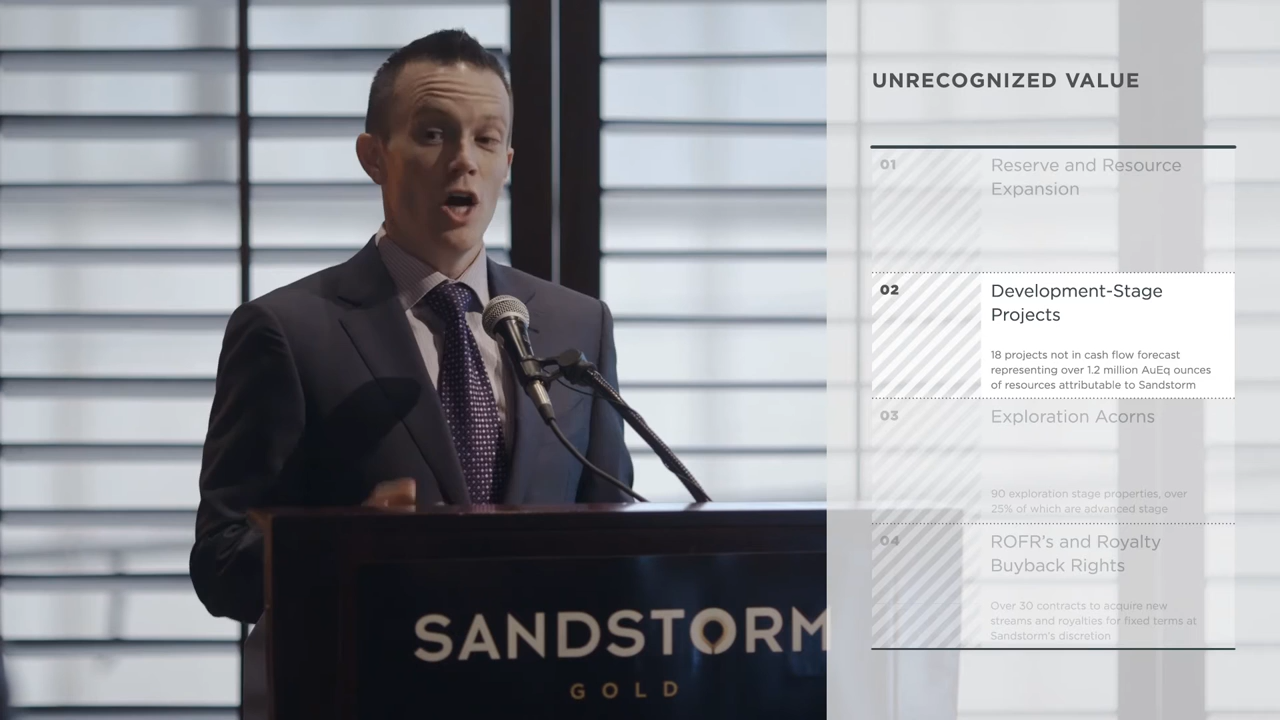 UNRECOGNIZED VALUE
01
Reserve and Resource
Expansion
02
Development-Stage
Projects
18 projects not in cash flow forecast
representing over 1.2 million AuEq ounces
of resources attributable to Sandstorm
03
Exploration Acorns
90 exploration stage properties, over
25% of which are advanced stage
04
ROFR's and Royalty
Buyback Rights
Over 30 contracts to acquire new
streams and royalties for fixed terms at
Sandstorm's discretion
SANDSTORM
GOLD